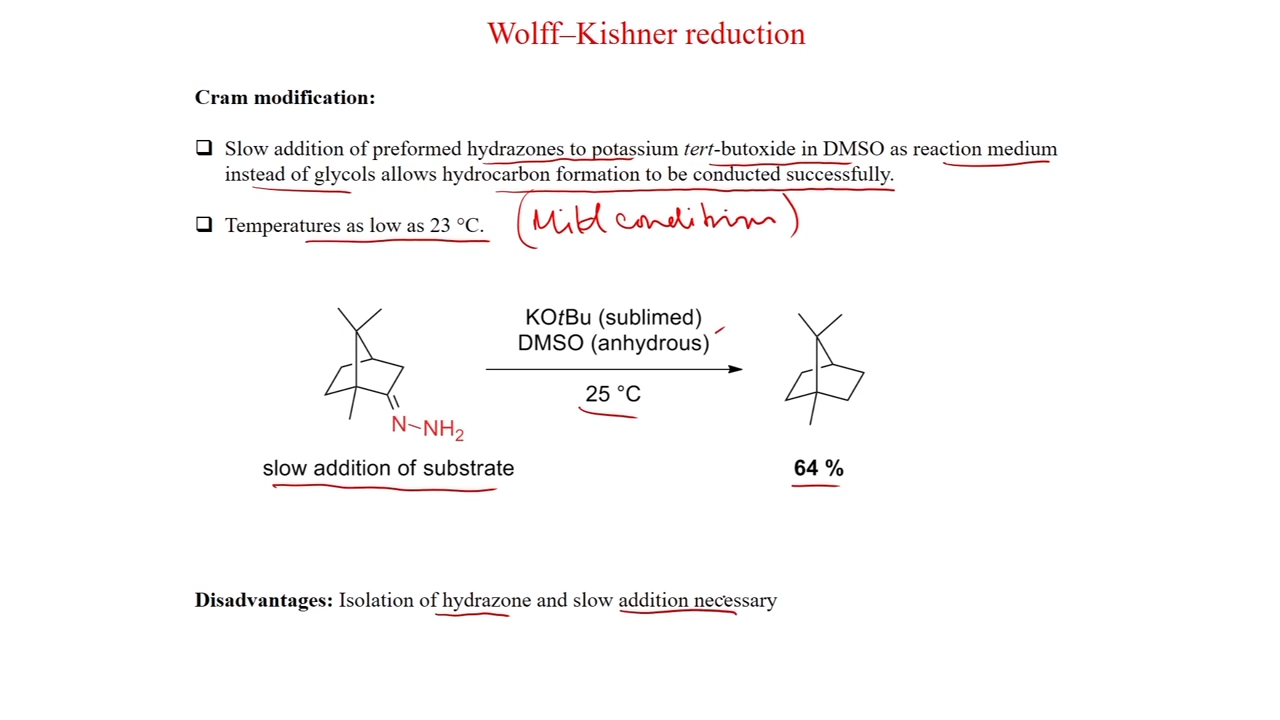 Wolff–Kishner reduction
Cram modification:
❑ Slow addition of preformed hydrazones to potassium tert-butoxide in DMSO as reaction medium
instead of glycols allows hydrocarbon formation to be conducted successfully.
❑ Temperatures as low as 23 °C. (Mild conditions)
KOtBu (sublimed)
DMSO (anhydrous)
25 °C
N-NH2
slow addition of substrate
64 %
Disadvantages: Isolation of hydrazone and slow addition necessary